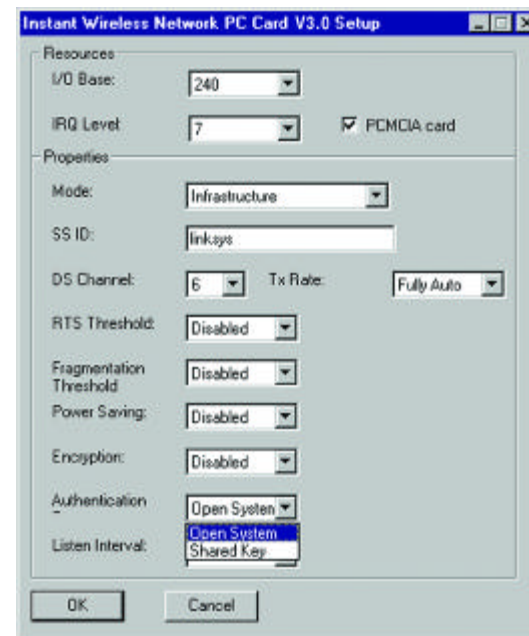 Instant Wireless Network PC Card V3.0 Setup
Resources
I/O Base: 240
IRQ Level: 7 PCMCIA card
Properties
Mode: Infrastructure
SS ID: linksys
DS Channel: 6 Tx Rate: Fully Auto
RTS Threshold: Disabled
Fragmentation Threshold Disabled
Power Saving: Disabled
Encryption: Disabled
Authentication Open System
Open System
Shared Key
Listen Interval:
OK Cancel